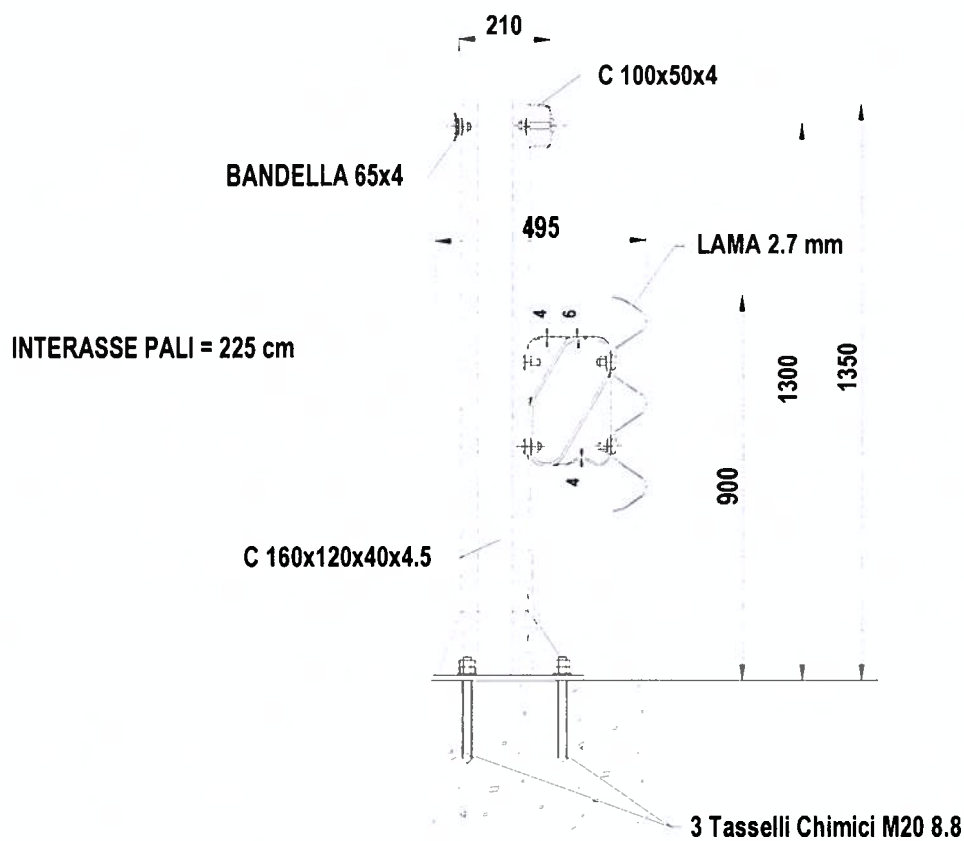 210
C 100x50x4
BANDELLA 65x4
495
LAMA 2.7 mm
4
6
INTERASSE PALI = 225 cm
1300
1350
900
4
C 160x120x40x4.5
3 Tasselli Chimici M20 8.8